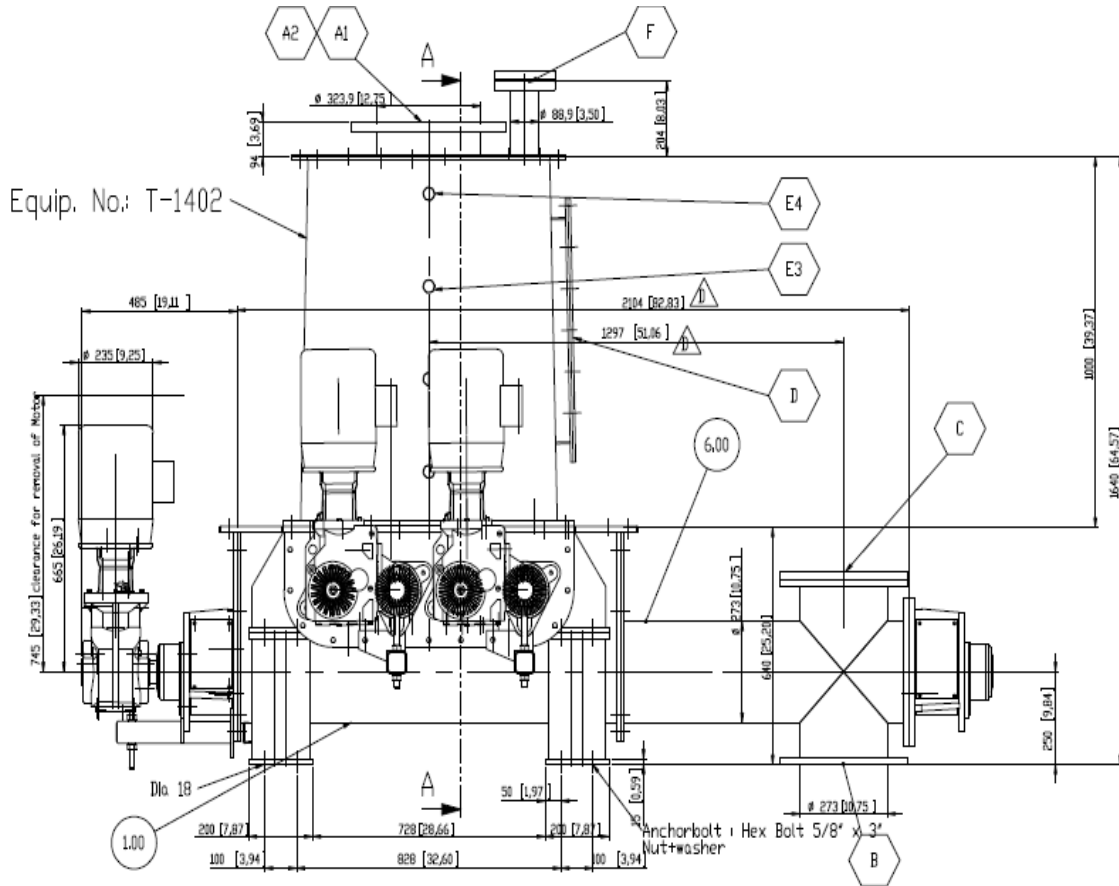 A2
A1
A
F
ø 323,9 [12,75]
ø 88,9 [3,50]
94 [3,69]
204 [8,03]
Equip. No.: T-1402
E4
E3
485 [19,11]
2104 [82,83]
D
1297 [51,06]
D
ø 235 [9,25]
D
1000 [39,37]
C
6.00
1640 [64,57]
745 [29,33] clearance for removal of Motor
665 [26,19]
ø 273 [10,75]
640 [25,20]
250 [9,84]
Dia 18
A
50 [1,97]
15 [0,59]
ø 273 [10,75]
1.00
200 [7,87]
728 [28,66]
200 [7,87]
Anchorbolt : Hex Bolt 5/8" x 3"
Nut+washer
100 [3,94]
828 [32,60]
100 [3,94]
B